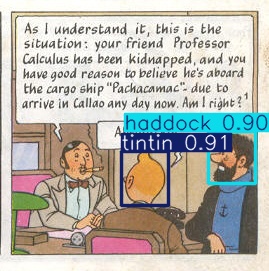 As I understand it, this is the
situation: your friend Professor
Calculus has been kidnapped, and you
have good reason to believe he's aboard
the cargo ship "Pachacamac"- due to
arrive in Callao any day now. Am I right?¹
haddock 0.90
tintin 0.91